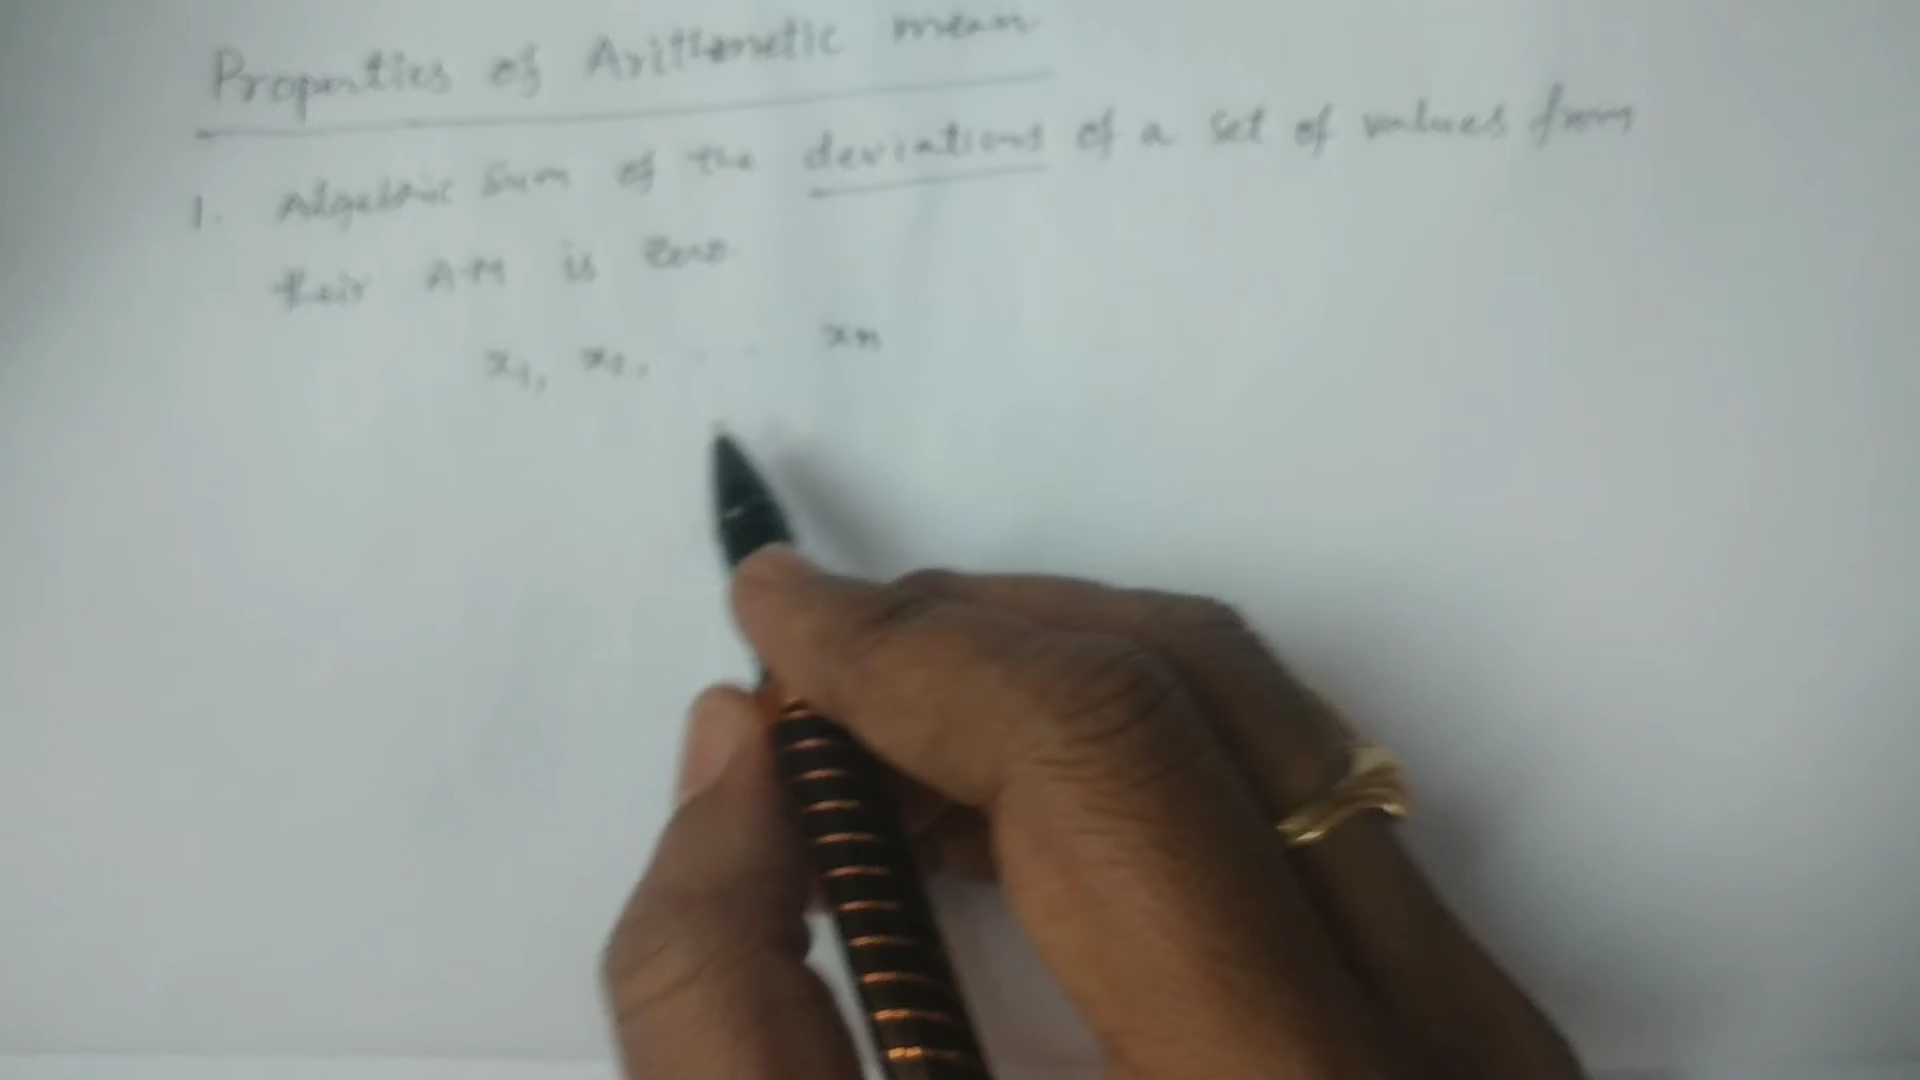 Properties of Arithmetic mean
1. Algebraic sum of the deviations of a set of values from
their A.M is zero
x1, x2, . . . xn